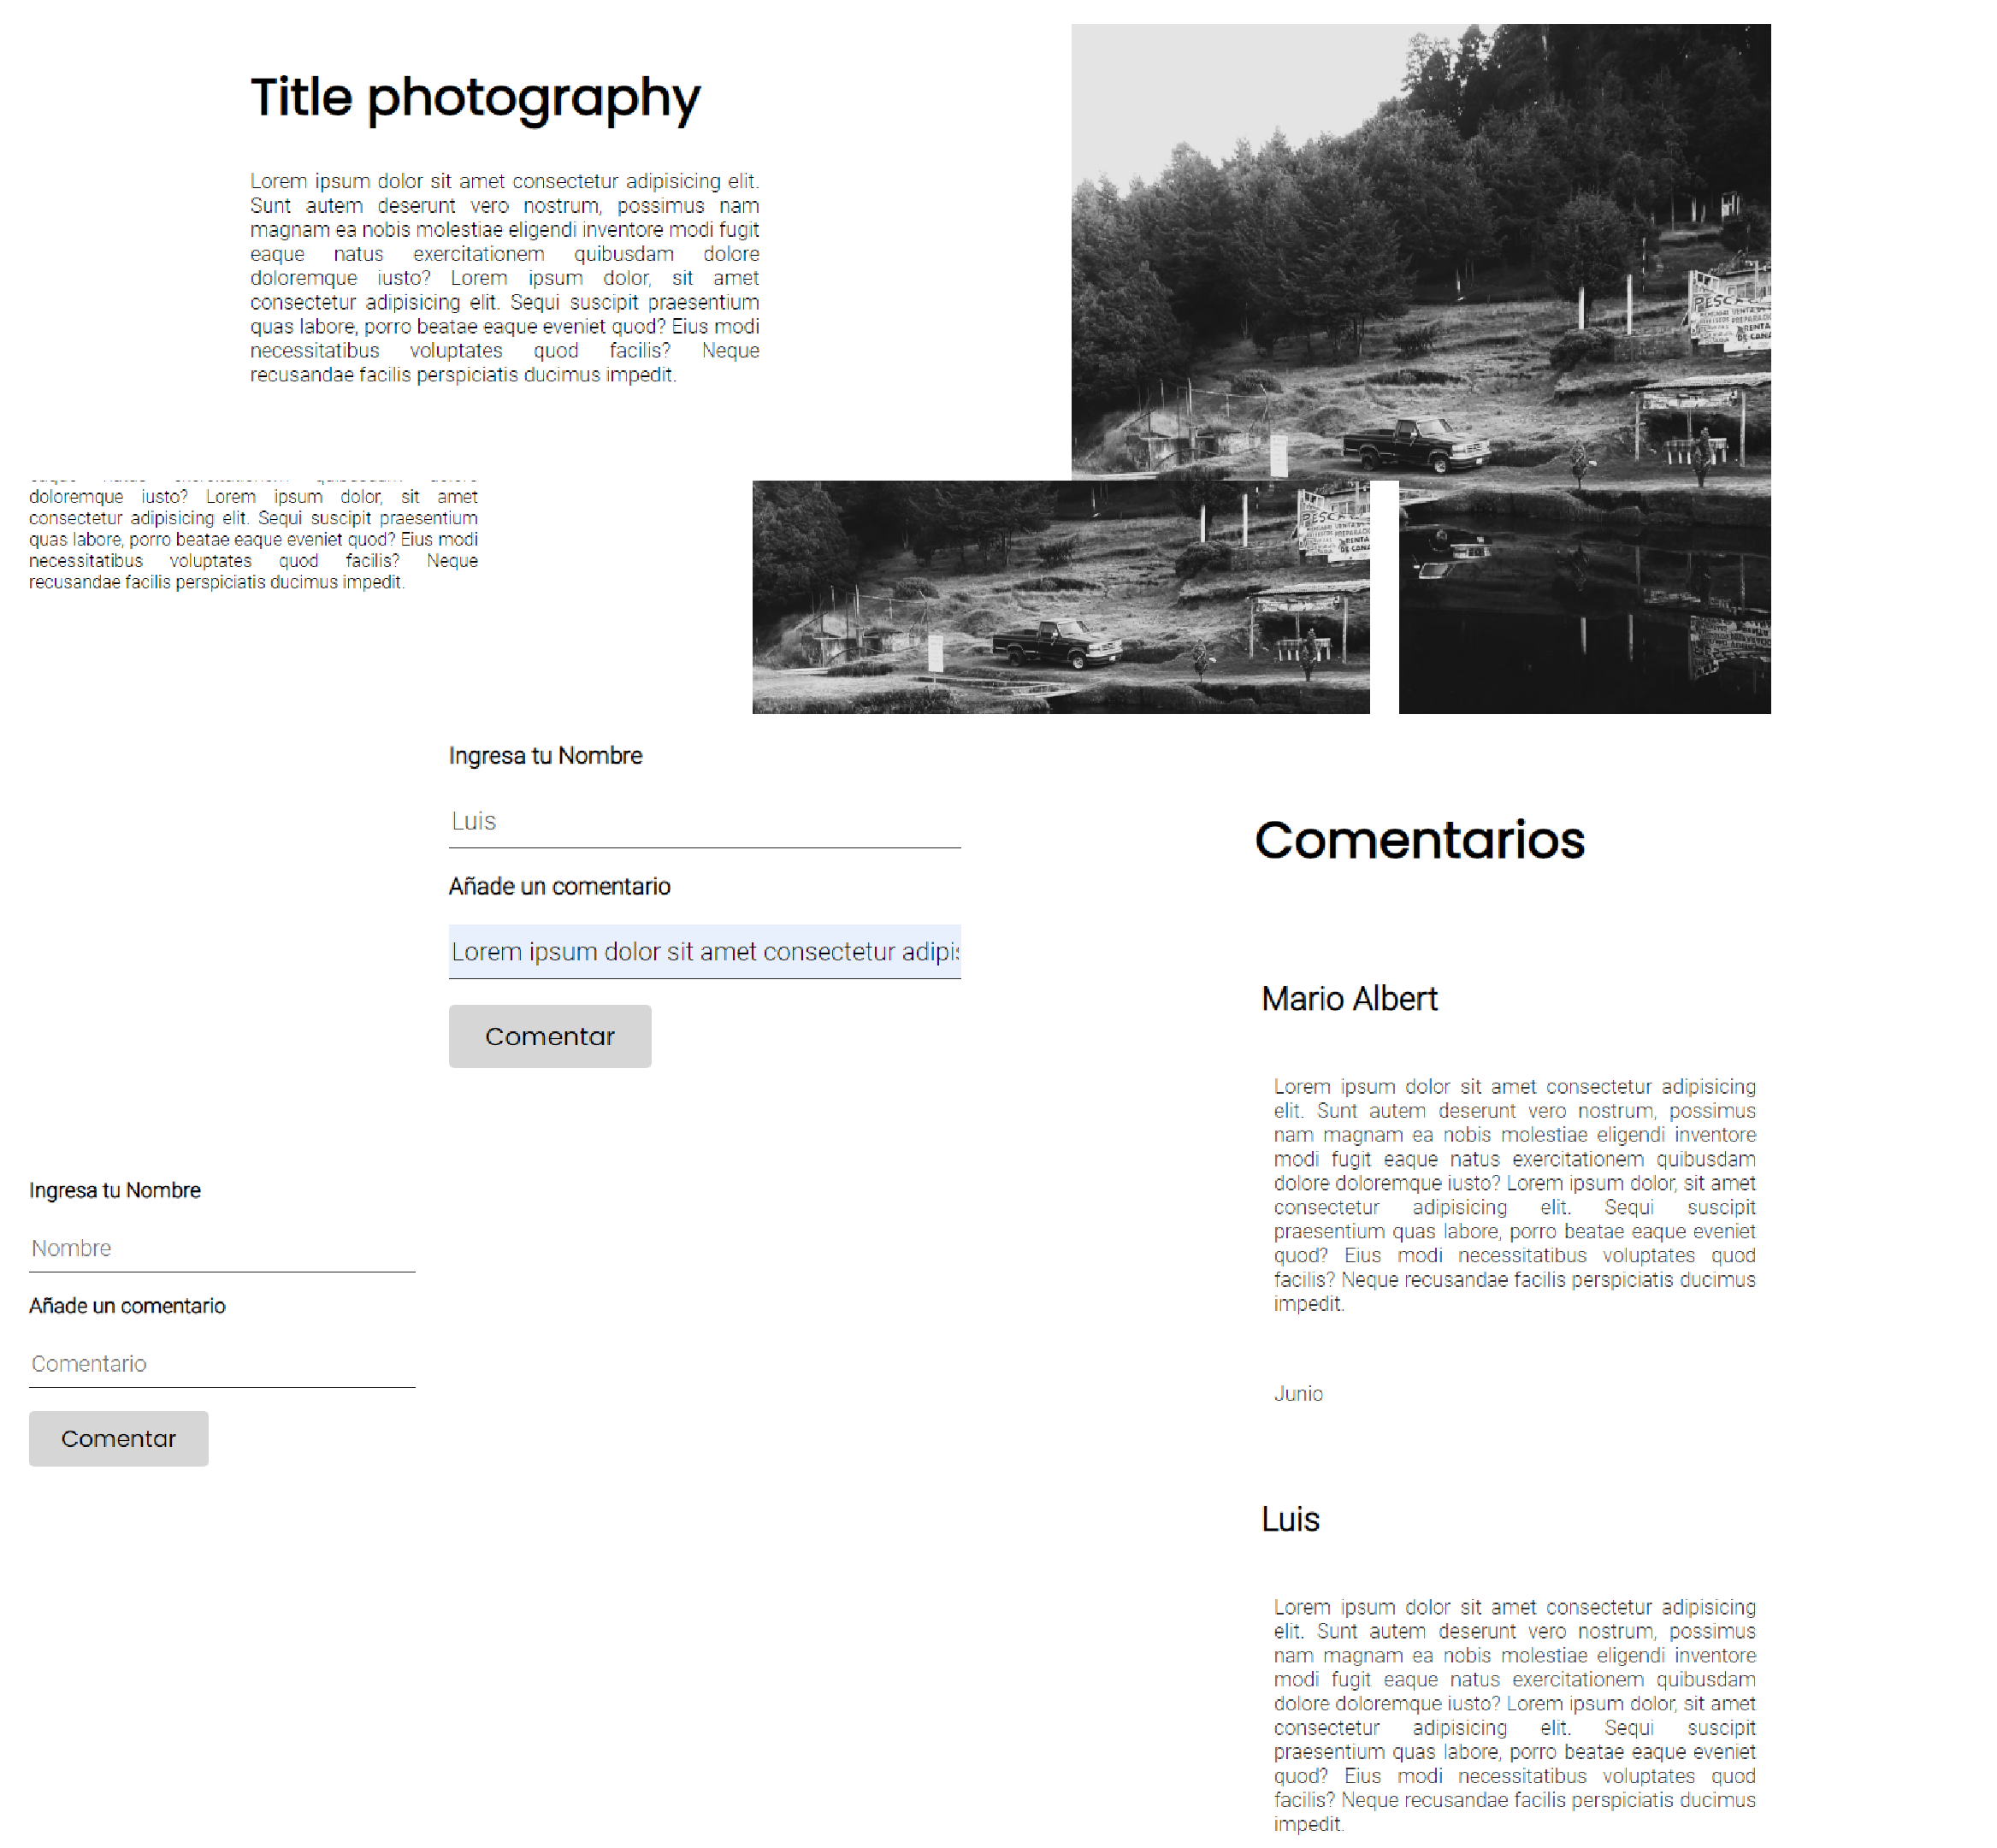 Title photography
Lorem ipsum dolor sit amet consectetur adipisicing elit.
Sunt autem deserunt vero nostrum, possimus nam
magnam ea nobis molestiae eligendi inventore modi fugit
eaque natus exercitationem quibusdam dolore
doloremque iusto? Lorem ipsum dolor, sit amet
consectetur adipisicing elit. Sequi suscipit praesentium
quas labore, porro beatae eaque eveniet quod? Eius modi
necessitatibus voluptates quod facilis? Neque
recusandae facilis perspiciatis ducimus impedit.
doloremque iusto? Lorem ipsum dolor, sit amet
consectetur adipisicing elit. Sequi suscipit praesentium
quas labore, porro beatae eaque eveniet quod? Eius modi
necessitatibus voluptates quod facilis? Neque
recusandae facilis perspiciatis ducimus impedit.
Ingresa tu Nombre
Luis
Añade un comentario
Lorem ipsum dolor sit amet consectetur adipis
Comentar
Ingresa tu Nombre
Nombre
Añade un comentario
Comentario
Comentar
Comentarios
Mario Albert
Lorem ipsum dolor sit amet consectetur adipisicing
elit. Sunt autem deserunt vero nostrum, possimus
nam magnam ea nobis molestiae eligendi inventore
modi fugit eaque natus exercitationem quibusdam
dolore doloremque iusto? Lorem ipsum dolor, sit amet
consectetur adipisicing elit. Sequi suscipit
praesentium quas labore, porro beatae eaque eveniet
quod? Eius modi necessitatibus voluptates quod
facilis? Neque recusandae facilis perspiciatis ducimus
impedit.
Junio
Luis
Lorem ipsum dolor sit amet consectetur adipisicing
elit. Sunt autem deserunt vero nostrum, possimus
nam magnam ea nobis molestiae eligendi inventore
modi fugit eaque natus exercitationem quibusdam
dolore doloremque iusto? Lorem ipsum dolor, sit amet
consectetur adipisicing elit. Sequi suscipit
praesentium quas labore, porro beatae eaque eveniet
quod? Eius modi necessitatibus voluptates quod
facilis? Neque recusandae facilis perspiciatis ducimus
impedit.